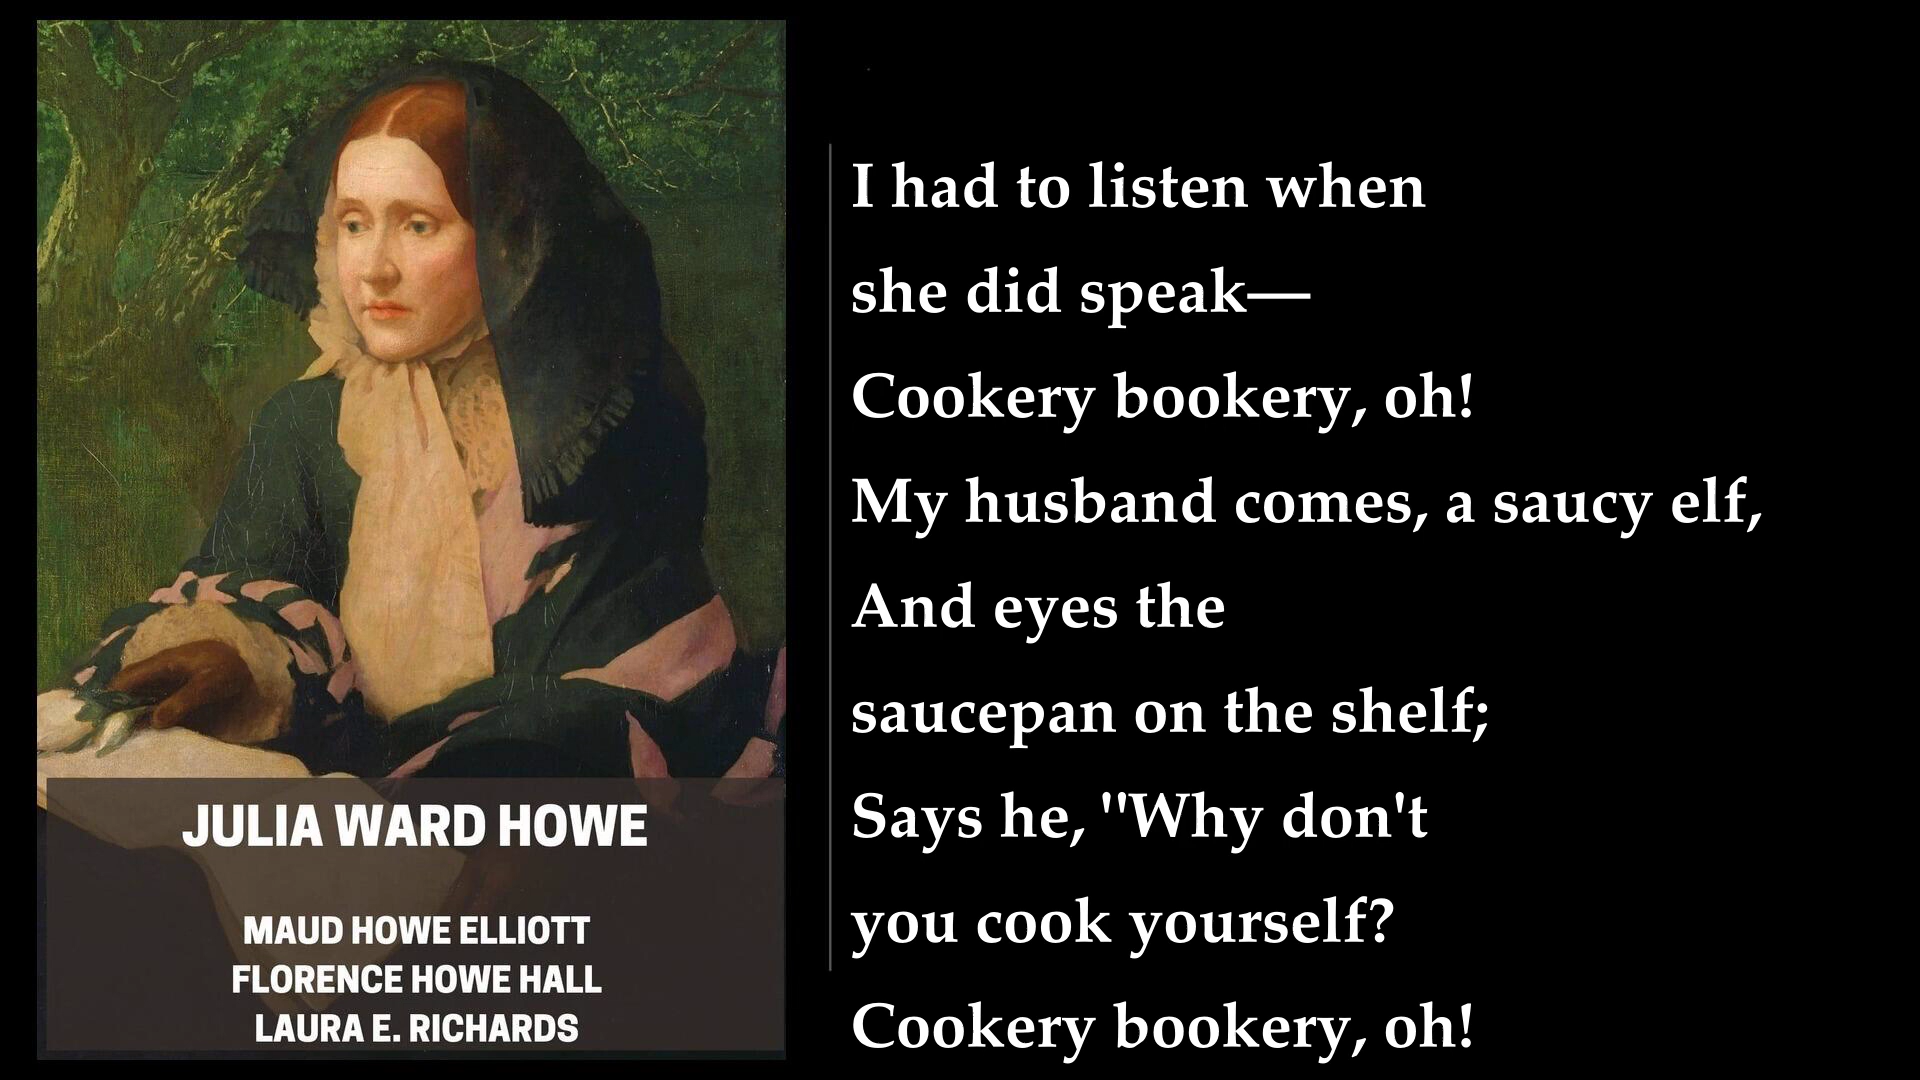 JULIA WARD HOWE
MAUD HOWE ELLIOTT
FLORENCE HOWE HALL
LAURA E. RICHARDS
I had to listen when
she did speak—
Cookery bookery, oh!
My husband comes, a saucy elf,
And eyes the
saucepan on the shelf;
Says he, "Why don't
you cook yourself?
Cookery bookery, oh!